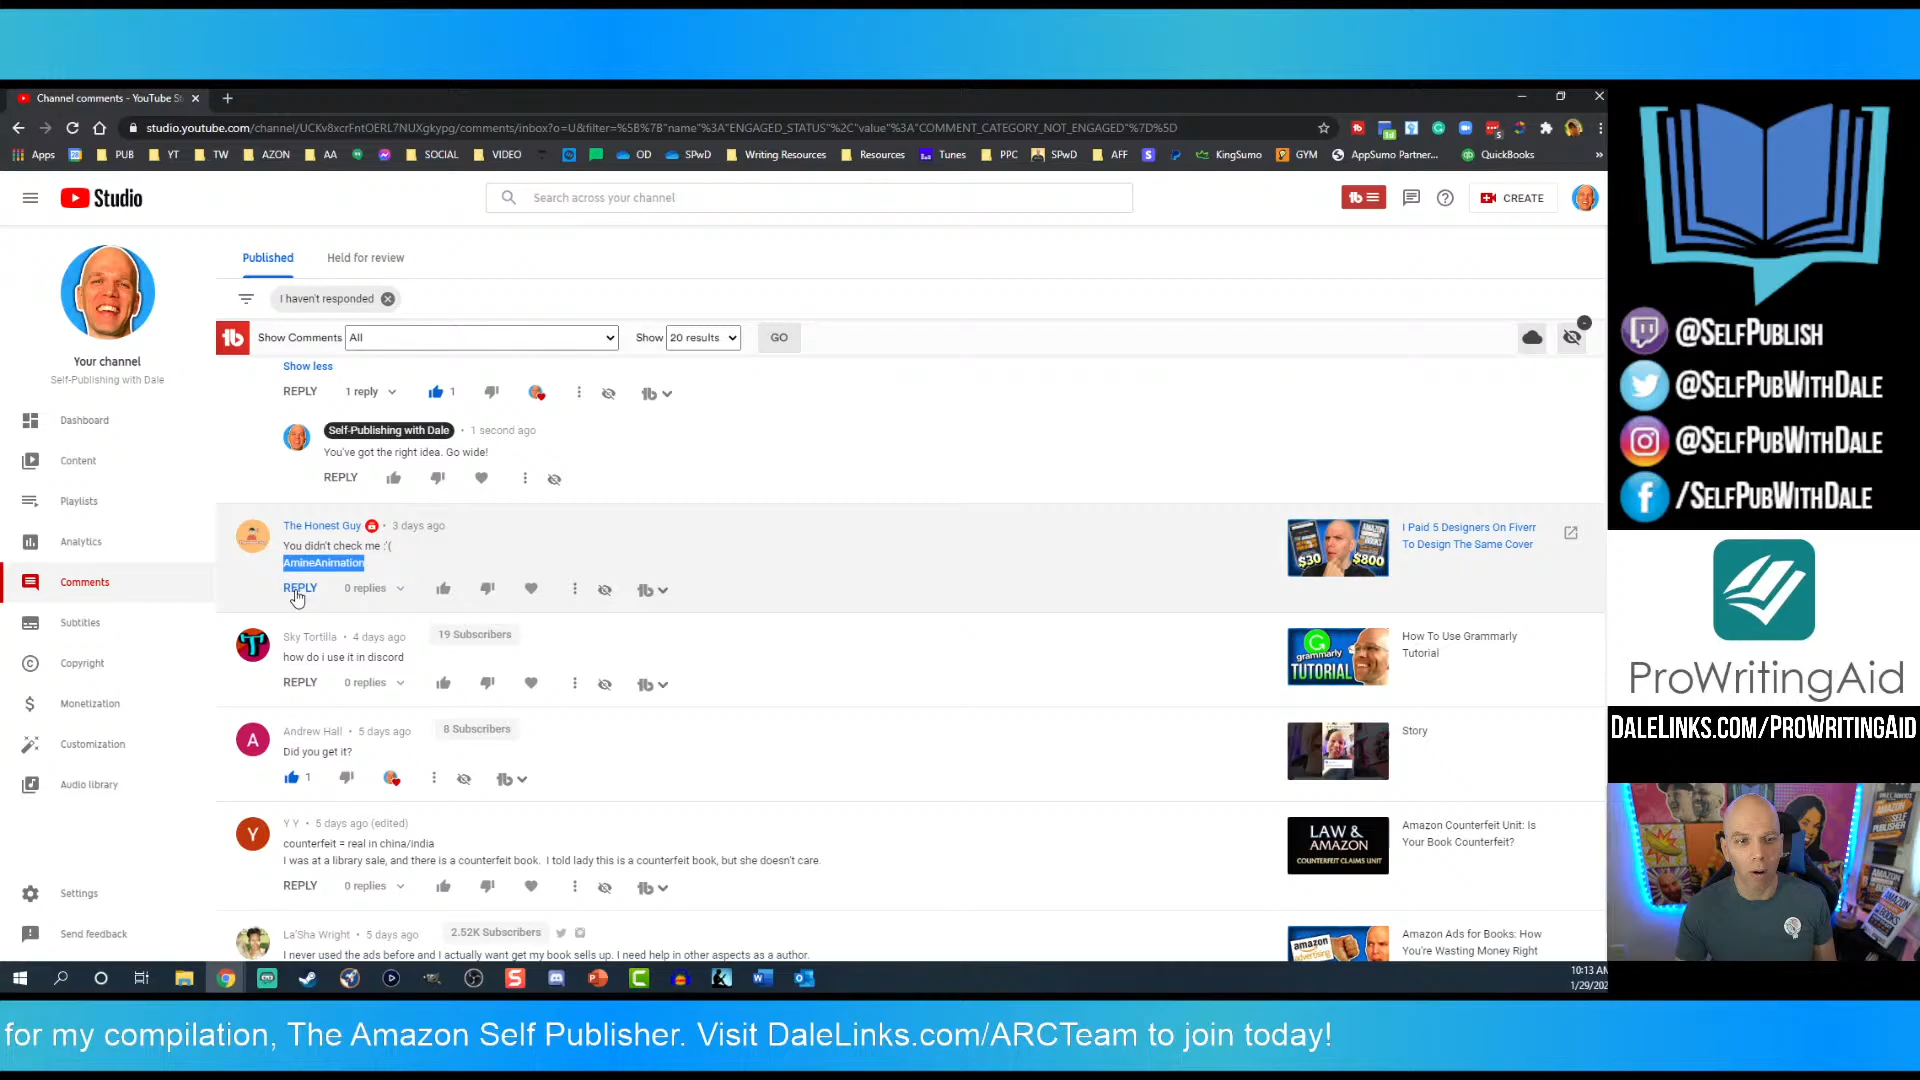 Channel comments - YouTube St
studio.youtube.com/channel/UCKv8xcrFntOERL7NUXgkypg/comments/inbox?o=U&filter=%5B%7B"name"%3A"ENGAGED_STATUS"%2C"value"%3A"COMMENT_CATEGORY_NOT_ENGAGED"%7D%5D
Apps PUB YT TW AZON AA SOCIAL VIDEO OD SPwD Writing Resources Resources Tunes PPC SPwD AFF KingSumo GYM AppSumo Partner... QuickBooks »
Studio
Search across your channel
CREATE
Your channel
Self-Publishing with Dale
Dashboard
Content
Playlists
Analytics
Comments
Subtitles
Copyright
Monetization
Customization
Audio library
Settings
Send feedback
Published Held for review
I haven't responded
Show Comments All Show 20 results GO
Show less
REPLY 1 reply 1
Self-Publishing with Dale • 1 second ago
You've got the right idea. Go wide!
REPLY
The Honest Guy • 3 days ago
You didn't check me :'(
AmineAnimation
REPLY 0 replies
$30 $800
I Paid 5 Designers On Fiverr
To Design The Same Cover
Sky Tortilla • 4 days ago 19 Subscribers
how do i use it in discord
REPLY 0 replies
grammarly
TUTORIAL
How To Use Grammarly
Tutorial
A
Andrew Hall • 5 days ago 8 Subscribers
Did you get it?
1
Story
Y
Y Y • 5 days ago (edited)
counterfeit = real in china/india
I was at a library sale, and there is a counterfeit book. I told lady this is a counterfeit book, but she doesn't care.
REPLY 0 replies
LAW &
AMAZON
COUNTERFEIT CLAIMS UNIT
Amazon Counterfeit Unit: Is
Your Book Counterfeit?
La'Sha Wright • 5 days ago 2.52K Subscribers
I never used the ads before and I actually want get my book sells up. I need help in other aspects as a author.
amazon
advertising
Amazon Ads for Books: How
You're Wasting Money Right
10:13 AM
1/29/202
@SelfPublish
@SelfPubWithDale
@SelfPubWithDale
/SelfPubWithDale
ProWritingAid
DaleLinks.com/ProWritingAid
for my compilation, The Amazon Self Publisher. Visit DaleLinks.com/ARCTeam to join today!